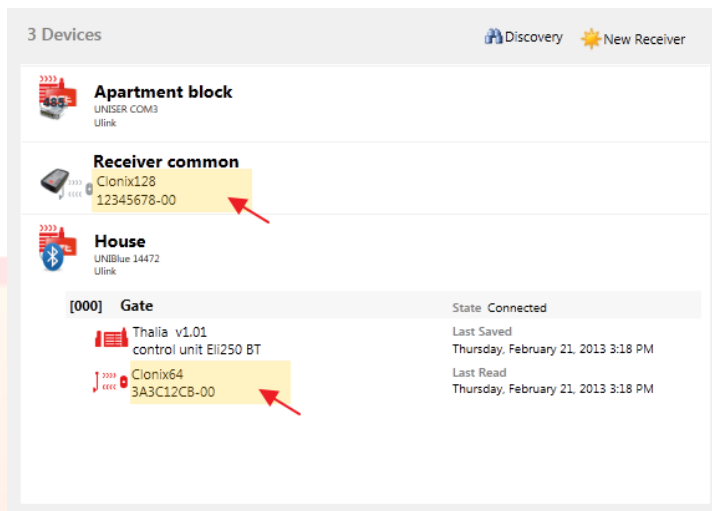 3 Devices
Discovery
New Receiver
485
Apartment block
UNISER COM3
Ulink
Receiver common
Clonix128
12345678-00
House
UNIBlue 14472
Ulink
[000] Gate
State Connected
Thalia v1.01
control unit Eli250 BT
Last Saved
Thursday, February 21, 2013 3:18 PM
Clonix64
3A3C12CB-00
Last Read
Thursday, February 21, 2013 3:18 PM